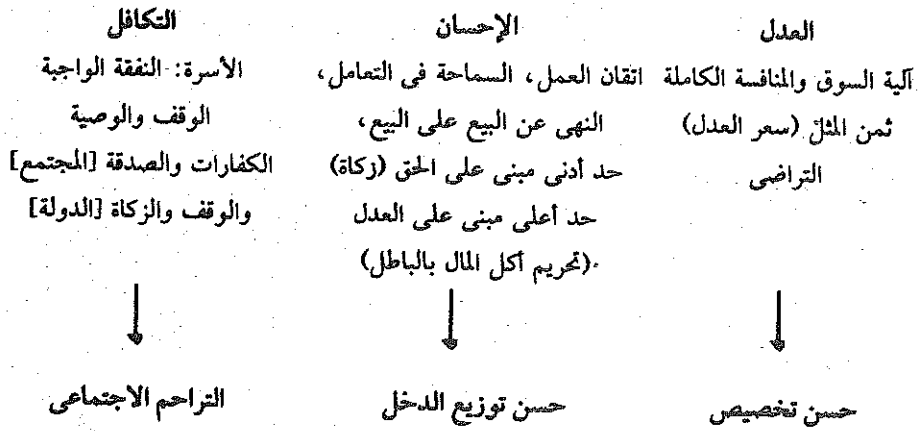 العدل
آلية السوق والمنافسة الكاملة
ثمن المثل (سعر العدل)
التراضى
حسن تخصيص
الإحسان
اتقان العمل، السماحة فى التعامل،
النهى عن البيع على البيع،
حد أدنى مبنى على الحق (زكاة)
حد أعلى مبنى على العدل
(تحريم أكل المال بالباطل).
حسن توزيع الدخل
التكافل
الأسرة: النفقة الواجبة
الوقف والوصية
الكفارات والصدقة [المجتمع]
والوقف والزكاة [الدولة]
التراحم الاجتماعى